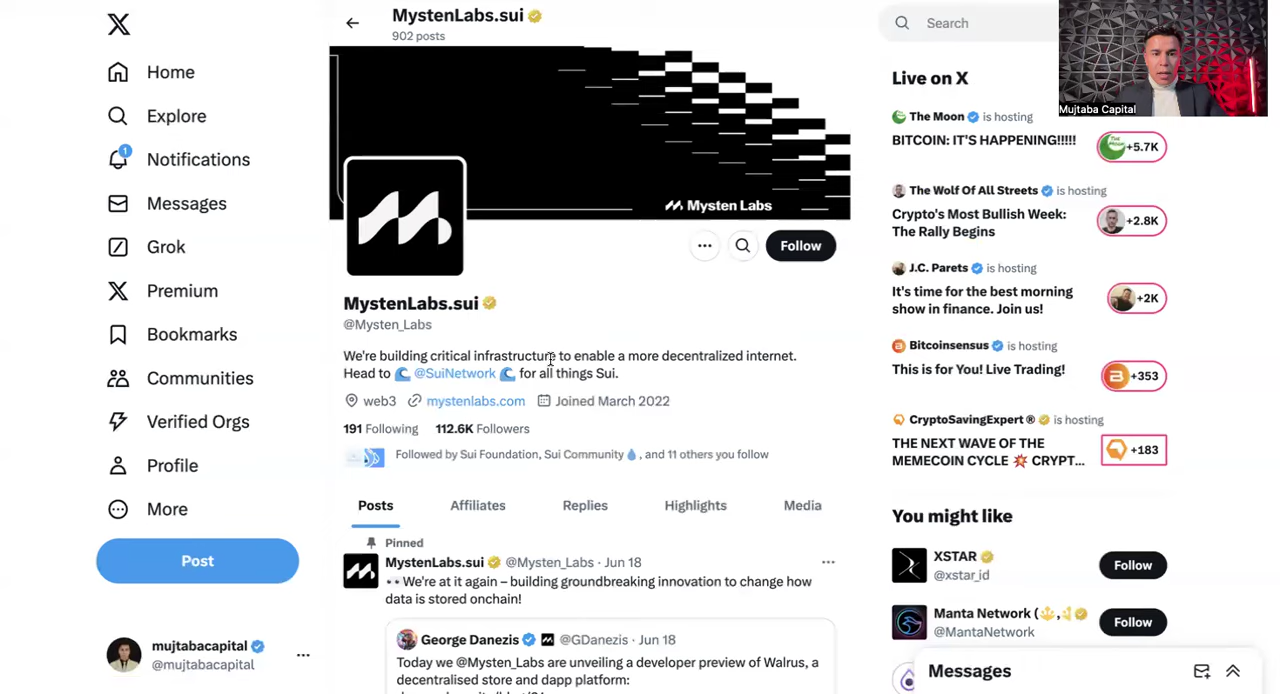 Home
Explore
1
Notifications
Messages
Grok
Premium
Bookmarks
Communities
Verified Orgs
Profile
More
Post
mujtabacapital
@mujtabacapital
MystenLabs.sui
902 posts
Mysten Labs
Follow
MystenLabs.sui
@Mysten_Labs
We're building critical infrastructure to enable a more decentralized internet.
Head to 🌊 @SuiNetwork 🌊 for all things Sui.
web3 mystenlabs.com Joined March 2022
191 Following 112.6K Followers
Followed by Sui Foundation, Sui Community💧, and 11 others you follow
Posts Affiliates Replies Highlights Media
Pinned
MystenLabs.sui @Mysten_Labs · Jun 18
👀We're at it again – building groundbreaking innovation to change how
data is stored onchain!
George Danezis @GDanezis · Jun 18
Today we @Mysten_Labs are unveiling a developer preview of Walrus, a
decentralised store and dapp platform:
Search
Mujtaba Capital
Live on X
The Moon is hosting
BITCOIN: IT'S HAPPENING!!!!!
+5.7K
The Wolf Of All Streets is hosting
Crypto's Most Bullish Week:
The Rally Begins
+2.8K
J.C. Parets is hosting
It's time for the best morning
show in finance. Join us!
+2K
Bitcoinsensus is hosting
This is for You! Live Trading!
+353
CryptoSavingExpert ® is hosting
THE NEXT WAVE OF THE
MEMECOIN CYCLE 💥 CRYPT...
+183
You might like
XSTAR
@xstar_id
Follow
Manta Network (🔱,🤙)
@MantaNetwork
Follow
Messages